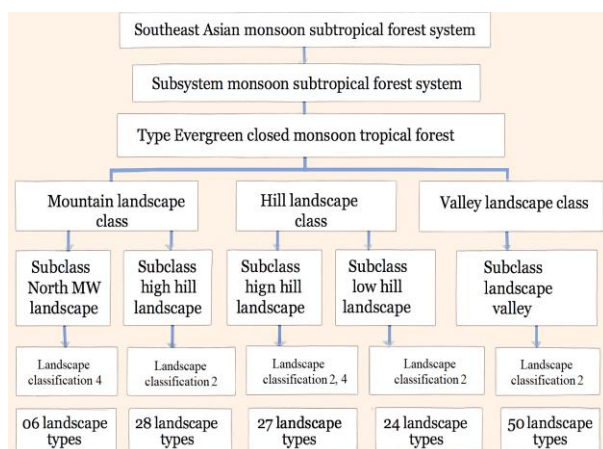 Southeast Asian monsoon subtropical forest system
Subsystem monsoon subtropical forest system
Type Evergreen closed monsoon tropical forest
Mountain landscape
class
Hill landscape
class
Valley landscape class
Subclass
North MW
landscape
Subclass
high hill
landscape
Subclass
hign hill
landscape
Subclass
low hill
landscape
Subclass
landscape
valley
Landscape
classification 4
Landscape
classification 2
Landscape
classification 2, 4
Landscape
classification 2
Landscape
classification 2
06 landscape
types
28 landscape
types
27 landscape
types
24 landscape
types
50 landscape
types